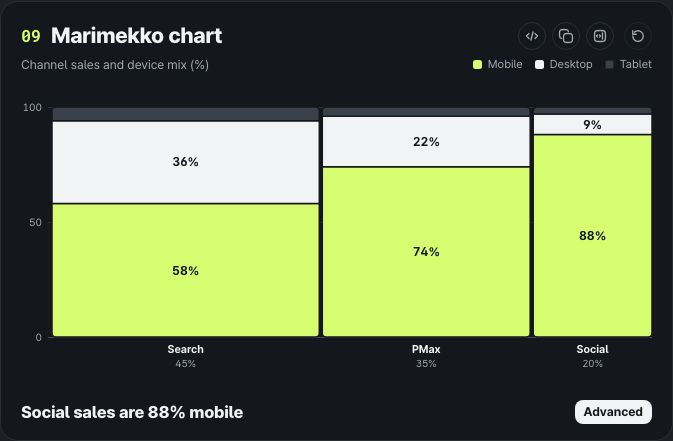 09 Marimekko chart
Channel sales and device mix (%)
Mobile Desktop Tablet
100
50
0
36%
58%
22%
74%
9%
88%
Search
45%
PMax
35%
Social
20%
Social sales are 88% mobile
Advanced